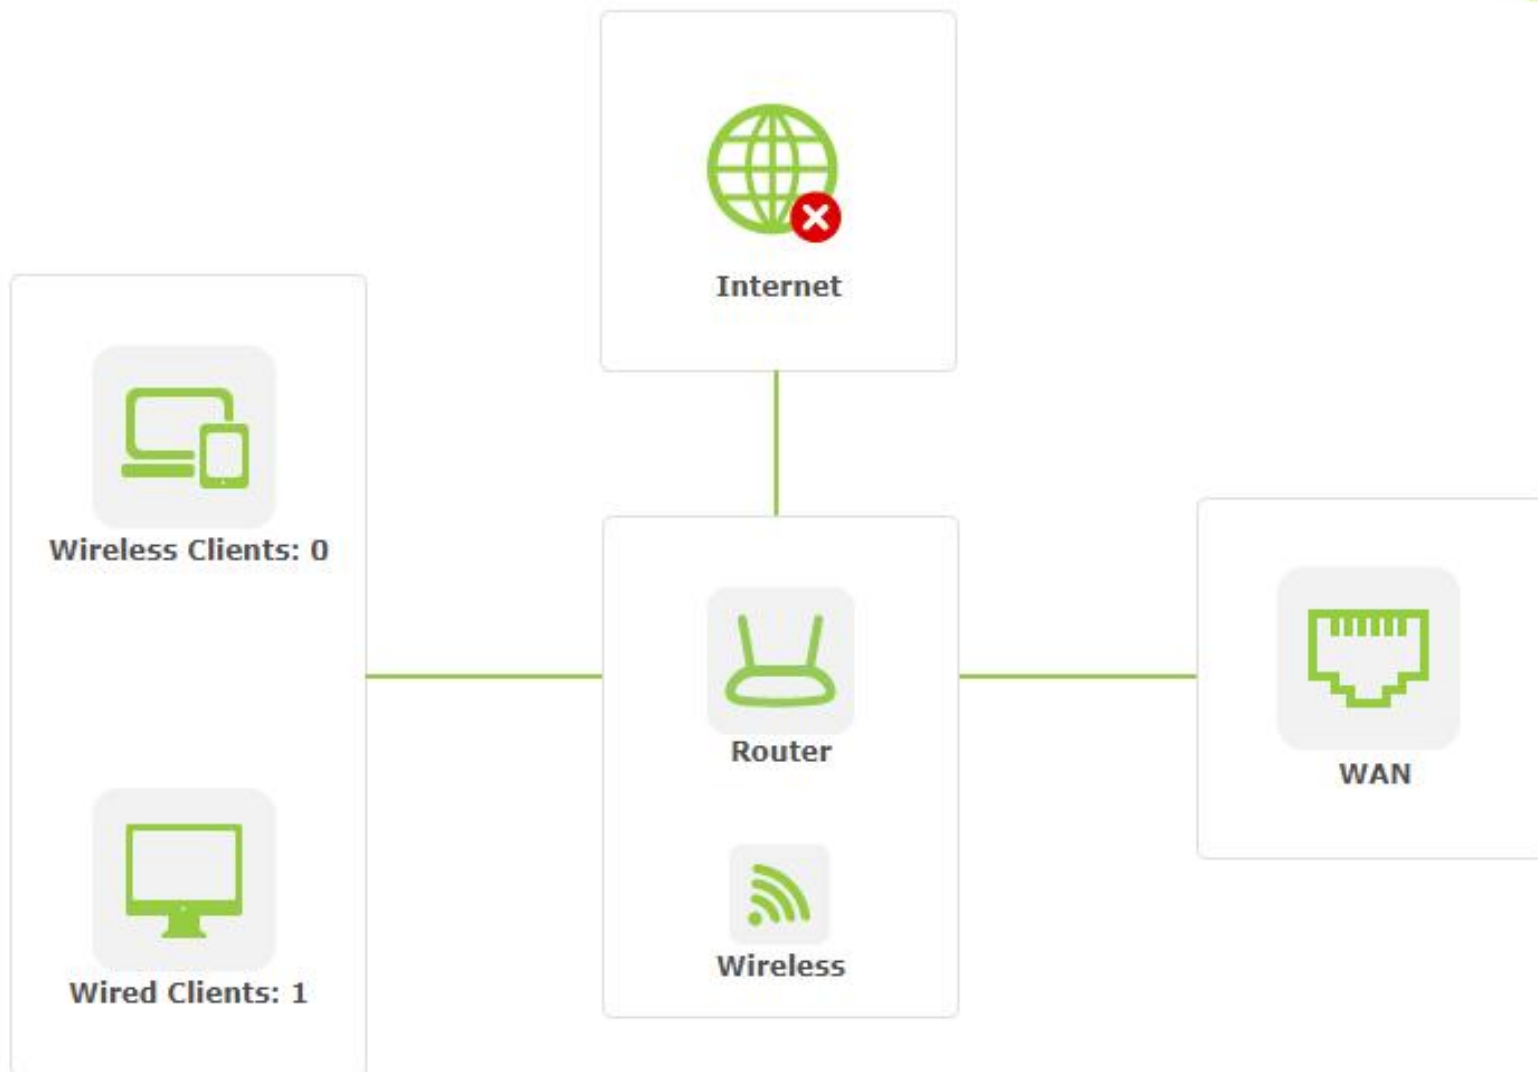 Internet
Wireless Clients: 0
Router
WAN
Wireless
Wired Clients: 1